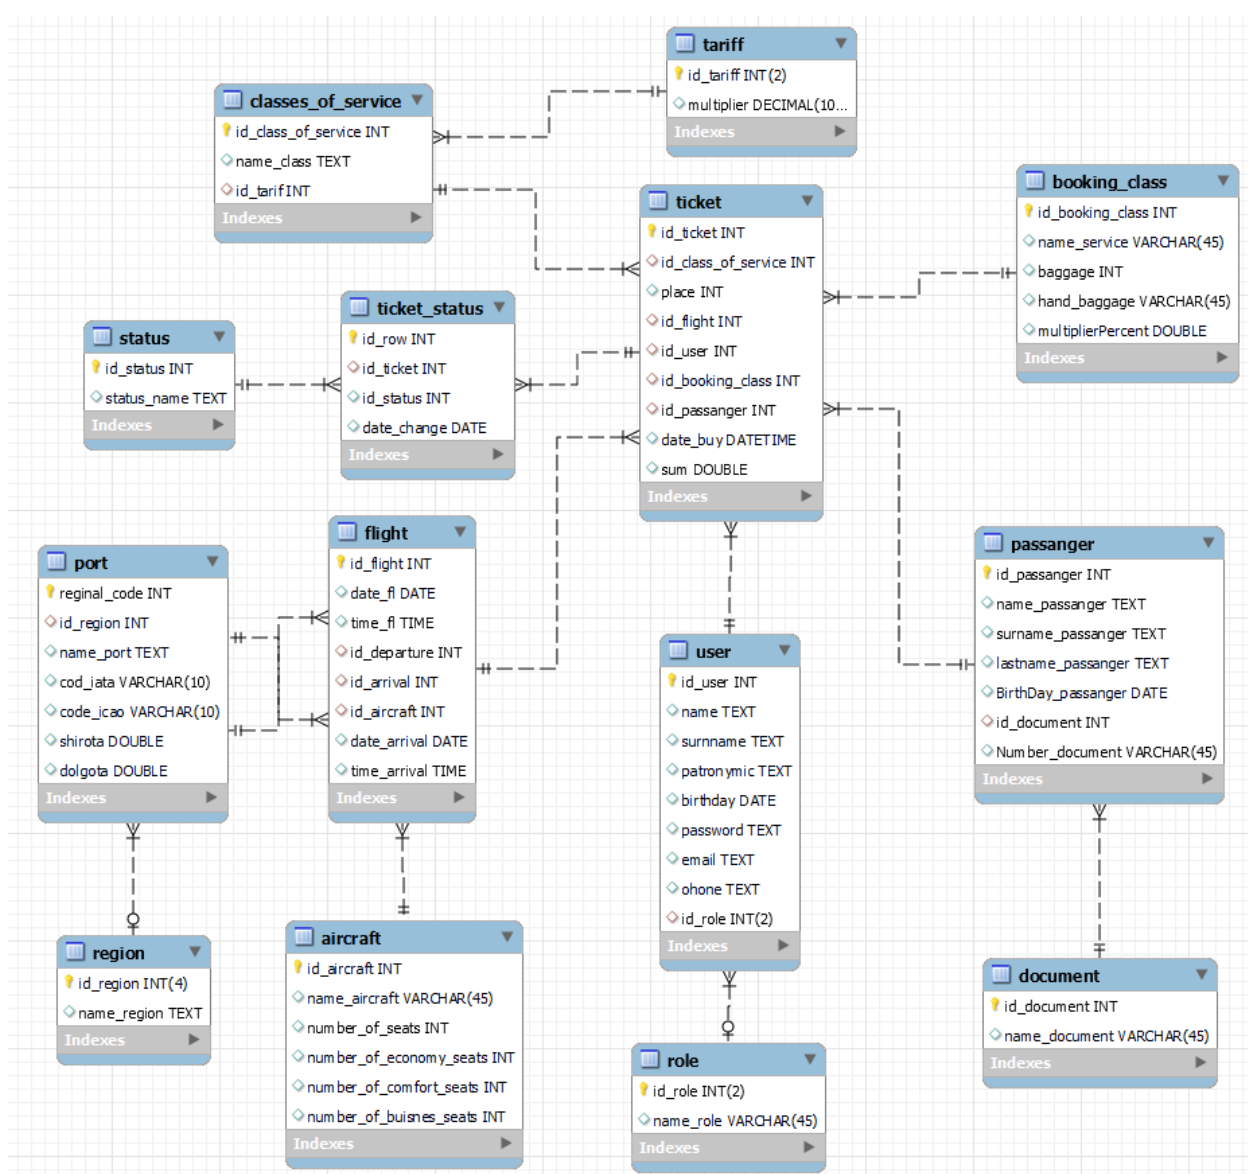 tariff
id_tariff INT(2)
multiplier DECIMAL(10...
Indexes
classes_of_service
id_class_of_service INT
name_class TEXT
id_tarif INT
Indexes
booking_class
id_booking_class INT
name_service VARCHAR(45)
baggage INT
hand_baggage VARCHAR(45)
multiplierPercent DOUBLE
Indexes
ticket
id_ticket INT
id_class_of_service INT
place INT
id_flight INT
id_user INT
id_booking_class INT
id_passanger INT
date_buy DATETIME
sum DOUBLE
Indexes
ticket_status
id_row INT
id_ticket INT
id_status INT
date_change DATE
Indexes
status
id_status INT
status_name TEXT
Indexes
flight
id_flight INT
date_fl DATE
time_fl TIME
id_departure INT
id_arrival INT
id_aircraft INT
date_arrival DATE
time_arrival TIME
Indexes
port
reginal_code INT
id_region INT
name_port TEXT
cod_iata VARCHAR(10)
code_icao VARCHAR(10)
shirota DOUBLE
dolgota DOUBLE
Indexes
passanger
id_passanger INT
name_passanger TEXT
surname_passanger TEXT
lastname_passanger TEXT
BirthDay_passanger DATE
id_document INT
Number_document VARCHAR(45)
Indexes
user
id_user INT
name TEXT
surnname TEXT
patronymic TEXT
birthday DATE
password TEXT
email TEXT
ohone TEXT
id_role INT(2)
Indexes
region
id_region INT(4)
name_region TEXT
Indexes
aircraft
id_aircraft INT
name_aircraft VARCHAR(45)
number_of_seats INT
number_of_economy_seats INT
number_of_comfort_seats INT
number_of_buisnes_seats INT
Indexes
document
id_document INT
name_document VARCHAR(45)
Indexes
role
id_role INT(2)
name_role VARCHAR(45)
Indexes